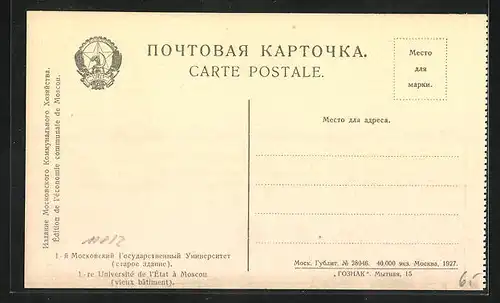 ПОЧТОВАЯ КАРТОЧКА.
CARTE POSTALE.
Место
для
марки.
Издание Московского Коммунального Хозяйства.
Edition de l'économie communale de Moscou.
Место для адреса.
1-й Московский Государственный Университет
(старое здание).
1-re Université de l'État à Moscou
(vieux bâtiment).
Моск. Гублит. № 28046. 40.000 экз. Москва, 1927.
„ГОЗНАК“ Мытная, 15